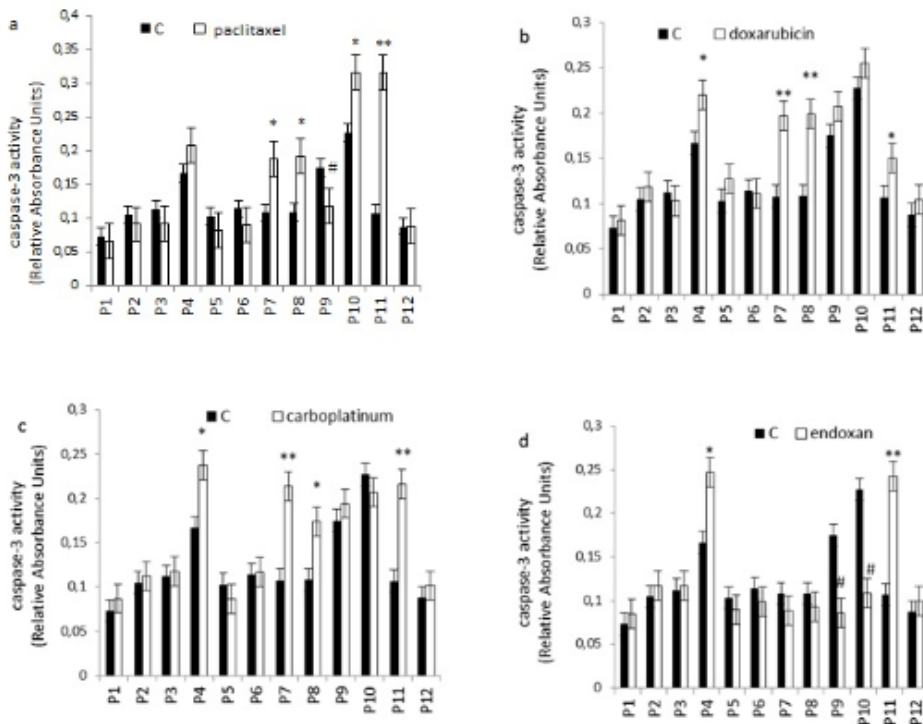 a
C paclitaxel
caspase-3 activity
(Relative Absorbance Units)
0,4
0,35
0,3
0,25
0,2
0,15
0,1
0,05
0
* **
* *
#
P1 P2 P3 P4 P5 P6 P7 P8 P9 P10 P11 P12
b
C doxarubicin
caspase-3 activity
(Relative Absorbance Units)
0,3
0,25
0,2
0,15
0,1
0,05
0
* ** ** *
P1 P2 P3 P4 P5 P6 P7 P8 P9 P10 P11 P12
c
C carboplatinum
caspase-3 activity
(Relative Absorbance Units)
0,3
0,25
0,2
0,15
0,1
0,05
0
* ** * **
P1 P2 P3 P4 P5 P6 P7 P8 P9 P10 P11 P12
d
C endoxan
caspase-3 activity
(Relative Absorbance Units)
0,3
0,25
0,2
0,15
0,1
0,05
0
* # # **
P1 P2 P3 P4 P5 P6 P7 P8 P9 P10 P11 P12